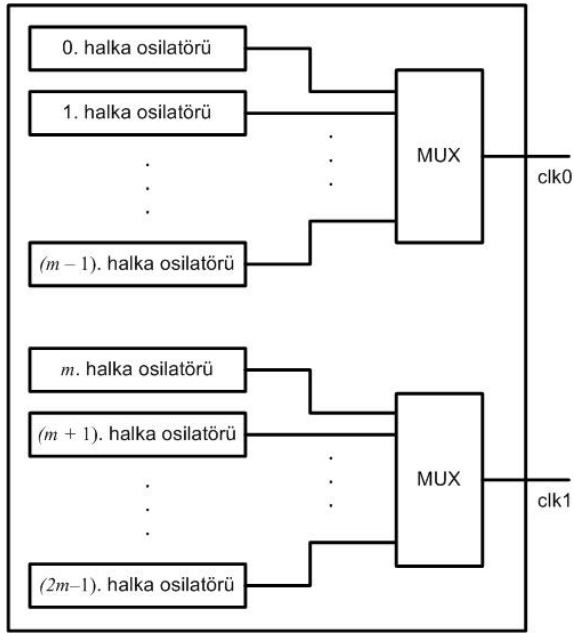 0. halka osilatörü
1. halka osilatörü
MUX
clk0
(m – 1). halka osilatörü
m. halka osilatörü
(m + 1). halka osilatörü
MUX
clk1
(2m–1). halka osilatörü